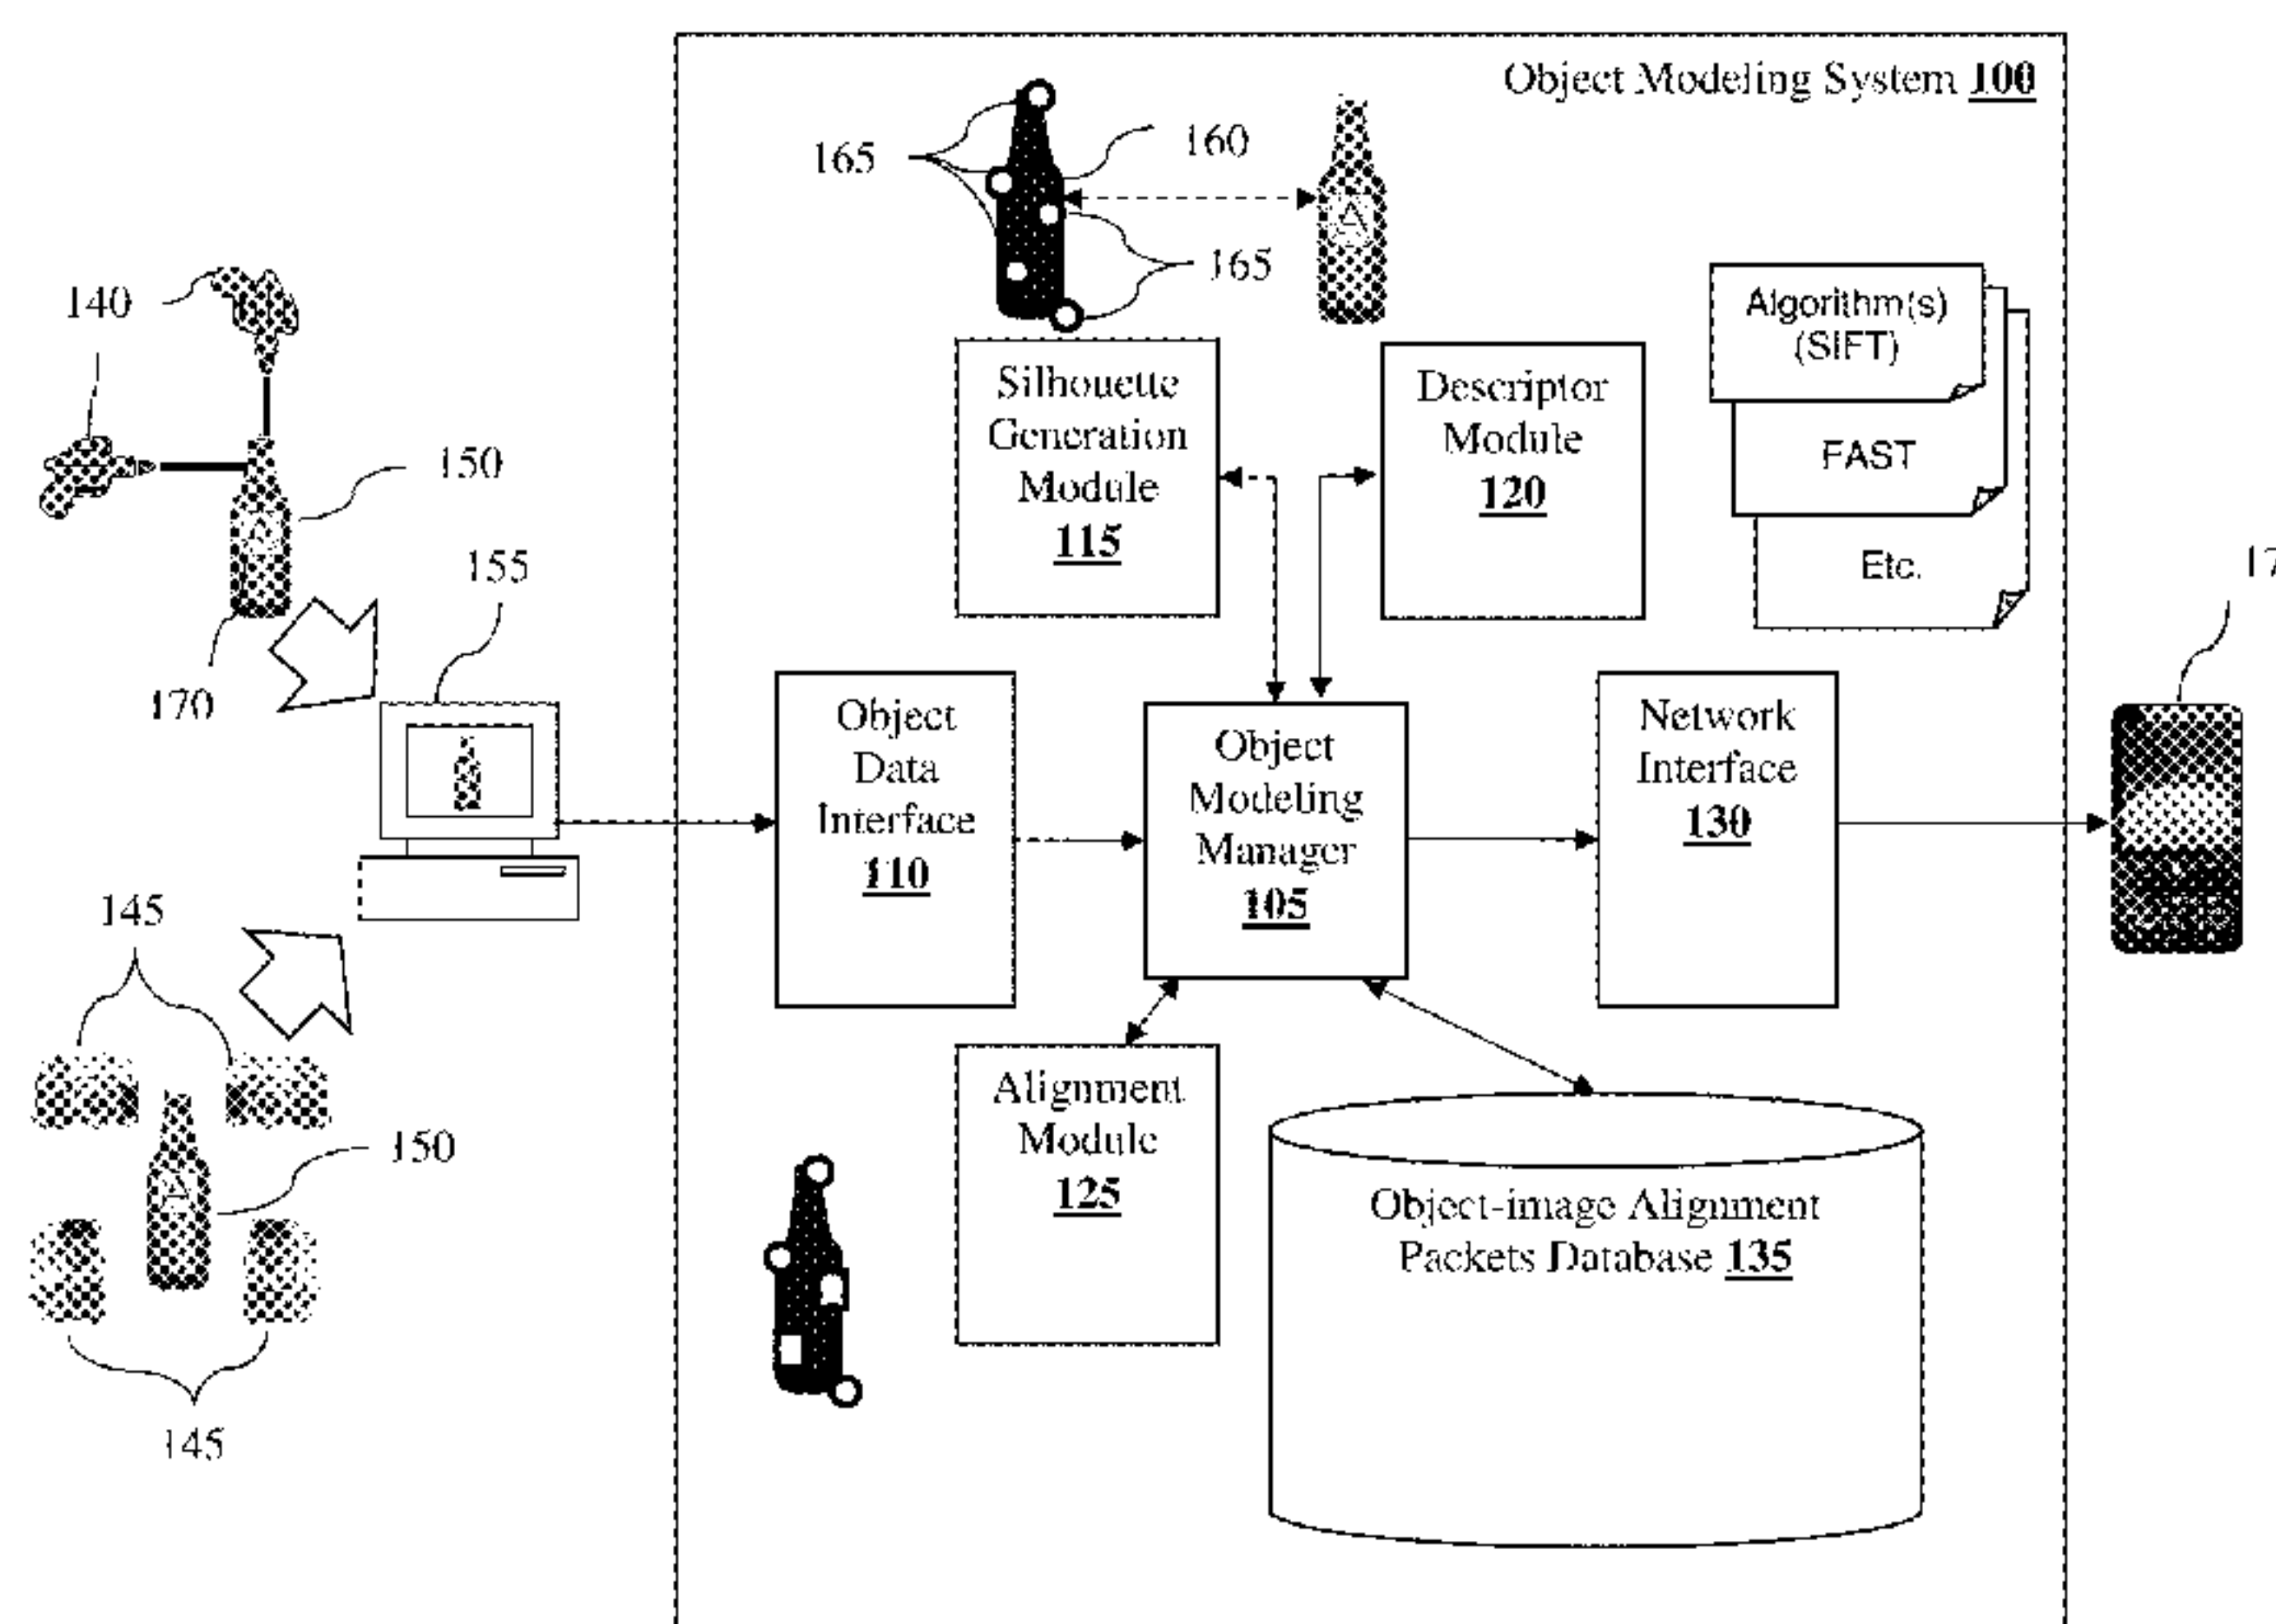 Object Modeling System 100
165
160
165
140
150
155
170
Silhouette
Generation
Module
115
Descriptor
Module
120
Algorithm(s)
(SIFT)
FAST
Etc.
Object
Data
Interface
110
Object
Modeling
Manager
105
Network
Interface
130
145
150
145
Alignment
Module
125
Object-image Alignment
Packets Database 135